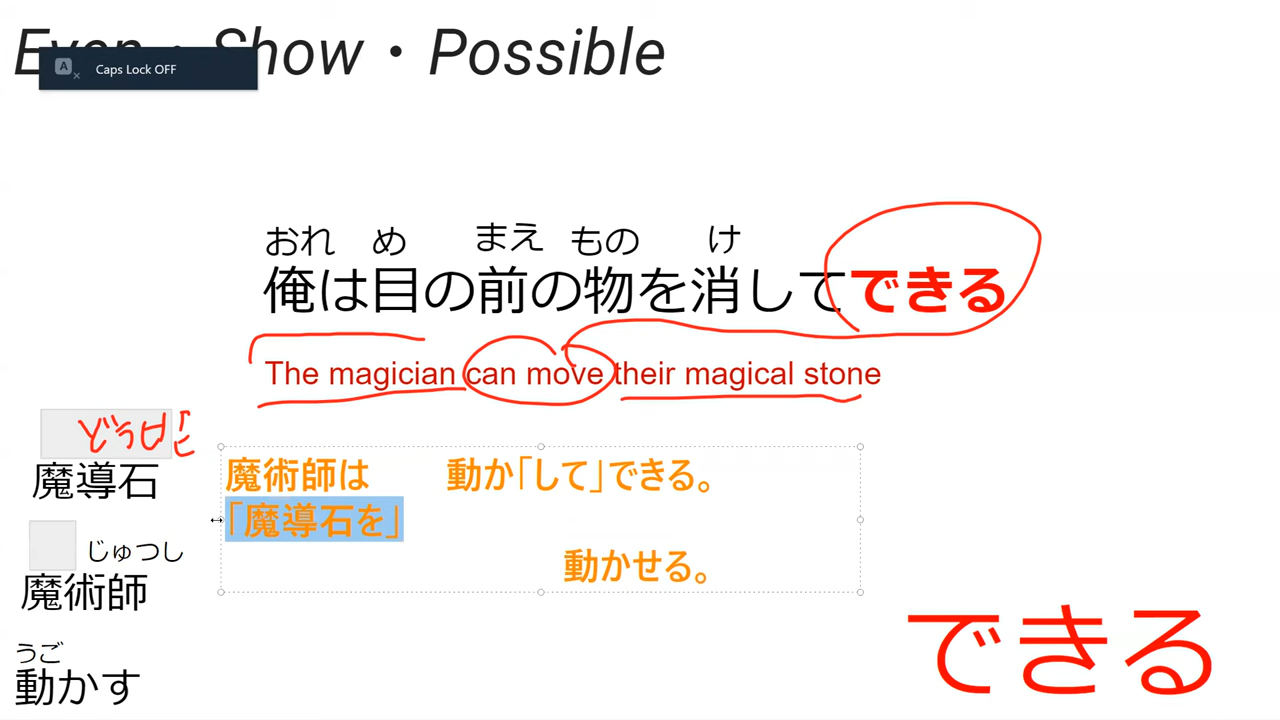 Even・Show・Possible
A Caps Lock OFF
おれ め まえ もの け
俺は目の前の物を消してできる
The magician can move their magical stone
魔導石
魔術師は 動か「して」できる。
「魔導石を」
動かせる。
じゅつし
魔術師
うご
動かす
できる